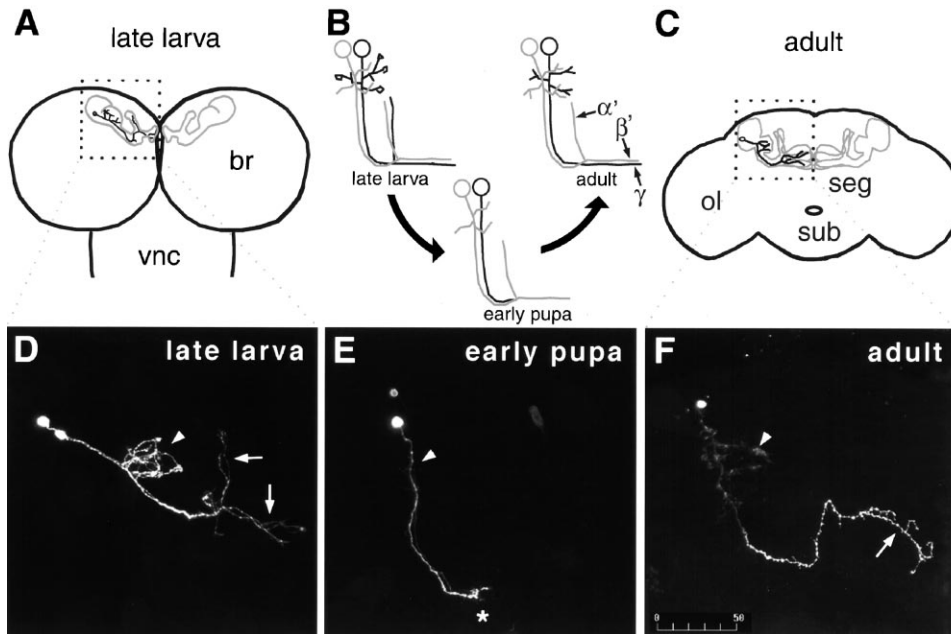 A
late larva
br
vnc
B
late larva
early pupa
adult
α'
β'
γ
C
adult
ol
seg
sub
D late larva
E early pupa
*
F adult
0 50